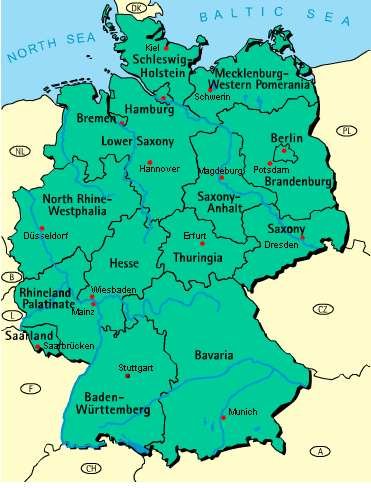 DK
BALTIC SEA
NORTH SEA
Kiel
Schleswig-
Holstein
Mecklenburg-
Western Pomerania
Schwerin
Hamburg
Bremen
Lower Saxony
Berlin
PL
NL
Hannover
Magdeburg
Potsdam
Brandenburg
North Rhine-
Westphalia
Saxony-
Anhalt
Düsseldorf
Saxony
Dresden
Erfurt
Thuringia
Hesse
B
Rhineland
Palatinate
Wiesbaden
Mainz
CZ
L
Saarland
Saarbrücken
Bavaria
Stuttgart
F
Baden-
Württemberg
Munich
A
CH